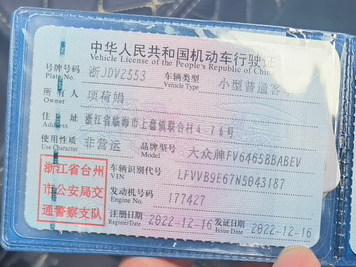 中华人民共和国机动车行驶证
Vehicle License of the People's Republic of China
号牌号码 浙JDV2553 车辆类型 小型普通客
Plate No. Vehicle Type
所有人 项荷娟
Owner
住址 浙江省临海市上盘镇联合村4-76号
Address
使用性质 非营运 品牌型号 大众牌FV6465BBABEV
Use Character Model
浙江省台州 车辆识别代号 LFVVB9E67N5043187
VIN
市公安局交 发动机号码 177427
Engine No.
通警察支队 注册日期 2022-12-16 发证日期 2022-12-16
Register Date Issue Date